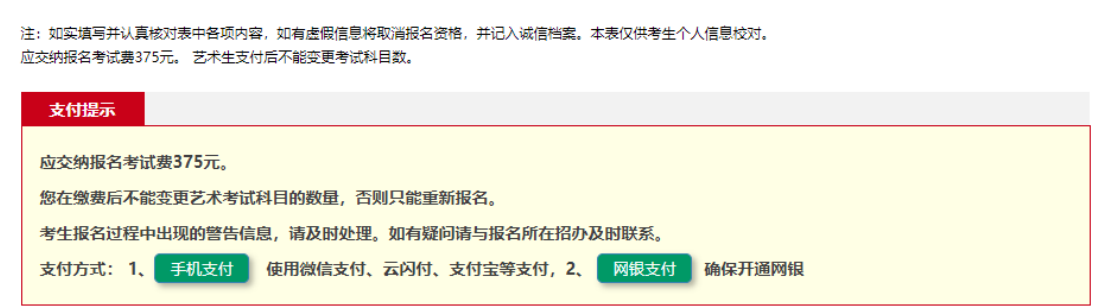 注：如实填写并认真核对表中各项内容，如有虚假信息将取消报名资格，并记入诚信档案。本表仅供考生个人信息校对。
应交纳报名考试费375元。 艺术生支付后不能变更考试科目数。
支付提示
应交纳报名考试费375元。
您在缴费后不能变更艺术考试科目的数量，否则只能重新报名。
考生报名过程中出现的警告信息，请及时处理。如有疑问请与报名所在招办及时联系。
支付方式： 1、 手机支付 使用微信支付、云闪付、支付宝等支付，2、 网银支付 确保开通网银